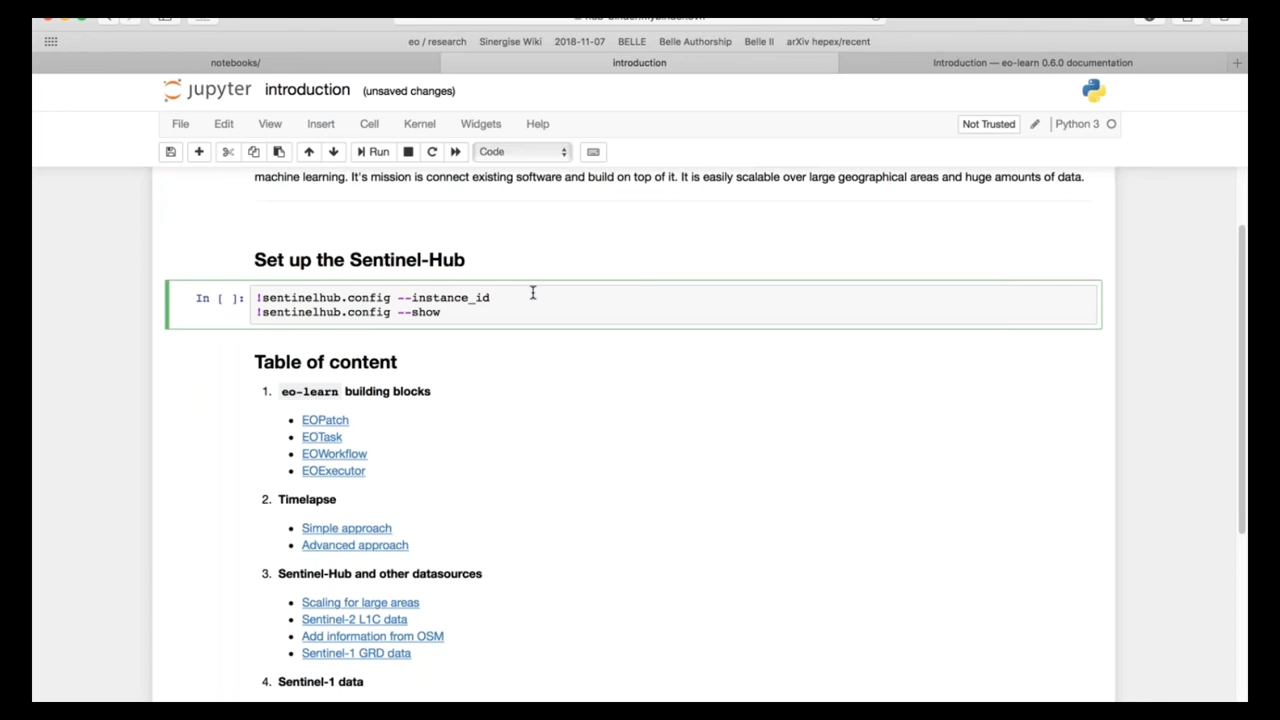 eo / research Sinergise Wiki 2018-11-07 BELLE Belle Authorship Belle II arXiv hepex/recent
notebooks/ introduction Introduction — eo-learn 0.6.0 documentation
jupyter introduction (unsaved changes)
File Edit View Insert Cell Kernel Widgets Help Not Trusted Python 3
Run Code
machine learning. It's mission is connect existing software and build on top of it. It is easily scalable over large geographical areas and huge amounts of data.
Set up the Sentinel-Hub
In [ ]: !sentinelhub.config --instance_id
!sentinelhub.config --show
Table of content
1. eo-learn building blocks
• EOPatch
• EOTask
• EOWorkflow
• EOExecutor
2. Timelapse
• Simple approach
• Advanced approach
3. Sentinel-Hub and other datasources
• Scaling for large areas
• Sentinel-2 L1C data
• Add information from OSM
• Sentinel-1 GRD data
4. Sentinel-1 data